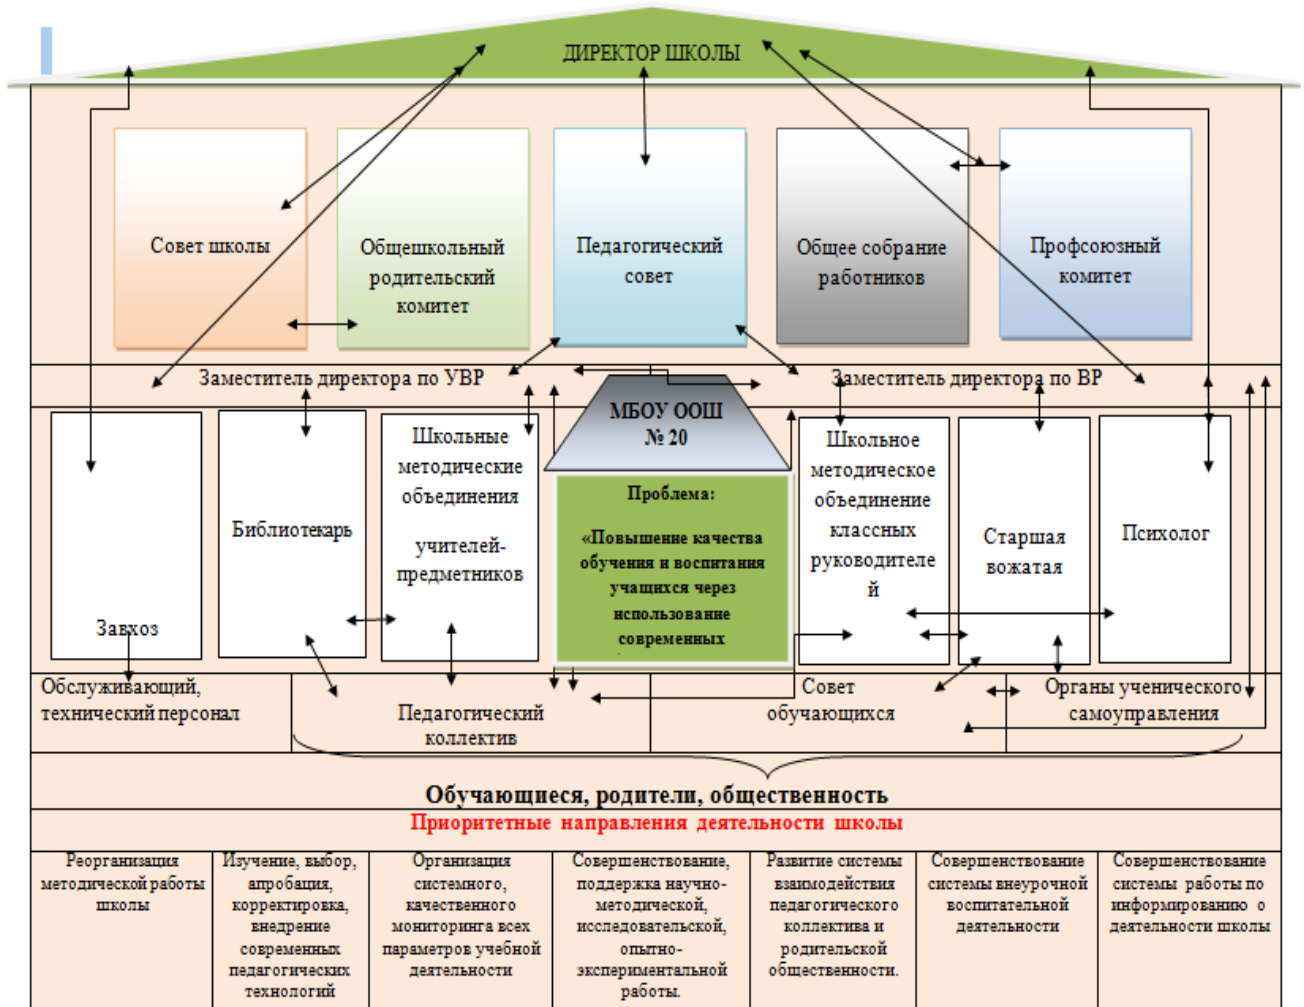 ДИРЕКТОР ШКОЛЫ
Совет школы
Общешкольный
родительский
комитет
Педагогический
совет
Общее собрание
работников
Профсоюзный
комитет
Заместитель директора по УВР
Заместитель директора по ВР
Завхоз
Библиотекарь
Школьные
методические
объединения
учителей-
предметников
МБОУ ООШ
№ 20
Проблема:
«Повышение качества
обучения и воспитания
учащихся через
использование
современных
Школьное
методическое
объединение
классных
руководителе
й
Старшая
вожатая
Психолог
Обслуживающий,
технический персонал
Педагогический
коллектив
Совет
обучающихся
Органы ученического
самоуправления
Обучающиеся, родители, общественность
Приоритетные направления деятельности школы
Реорганизация
методической работы
школы
Изучение, выбор,
апробация,
корректировка,
внедрение
современных
педагогических
технологий
Организация
системного,
качественного
мониторинга всех
параметров учебной
деятельности
Совершенствование,
поддержка научно-
методической,
исследовательской,
опытно-
экспериментальной
работы.
Развитие системы
взаимодействия
педагогического
коллектива и
родительской
общественности.
Совершенствование
системы внеурочной
воспитательной
деятельности
Совершенствование
системы работы по
информированию о
деятельности школы